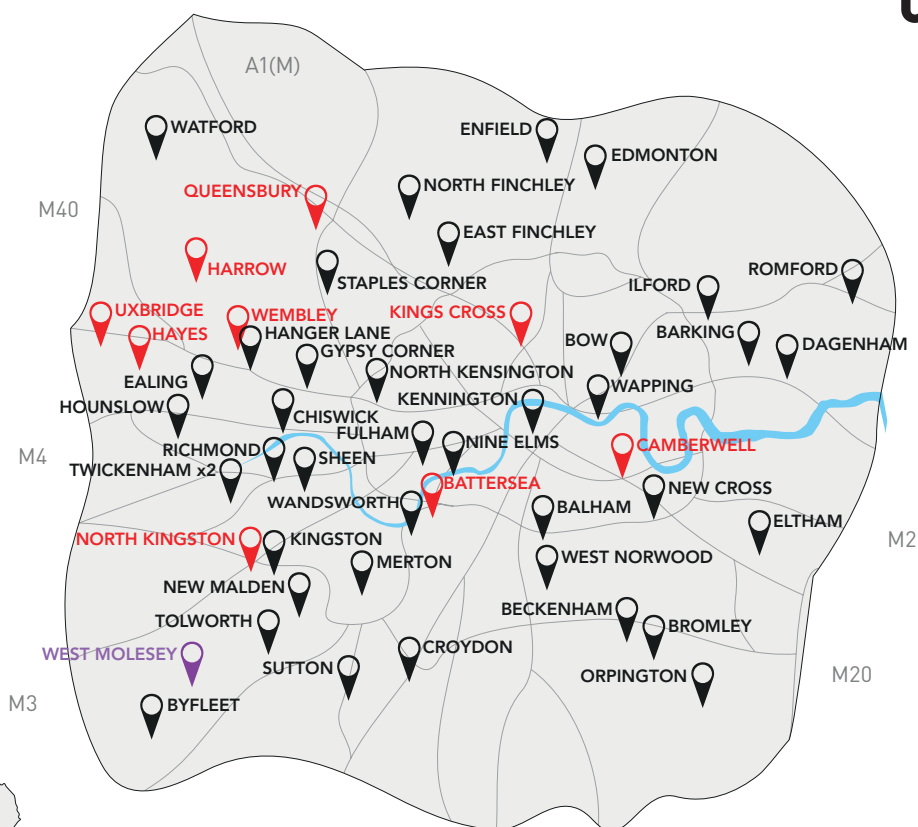 A1(M)
WATFORD
ENFIELD
EDMONTON
QUEENSBURY
NORTH FINCHLEY
M40
EAST FINCHLEY
HARROW
STAPLES CORNER
ROMFORD
ILFORD
UXBRIDGE
WEMBLEY
KINGS CROSS
HAYES
HANGER LANE
BOW
BARKING
DAGENHAM
GYPSY CORNER
NORTH KENSINGTON
EALING
WAPPING
KENNINGTON
HOUNSLOW
CHISWICK
FULHAM
NINE ELMS
CAMBERWELL
RICHMOND
M4
SHEEN
TWICKENHAM x2
BATTERSEA
NEW CROSS
WANDSWORTH
BALHAM
ELTHAM
NORTH KINGSTON
KINGSTON
M2
WEST NORWOOD
MERTON
NEW MALDEN
BECKENHAM
TOLWORTH
BROMLEY
CROYDON
WEST MOLESEY
SUTTON
ORPINGTON
M20
M3
BYFLEET